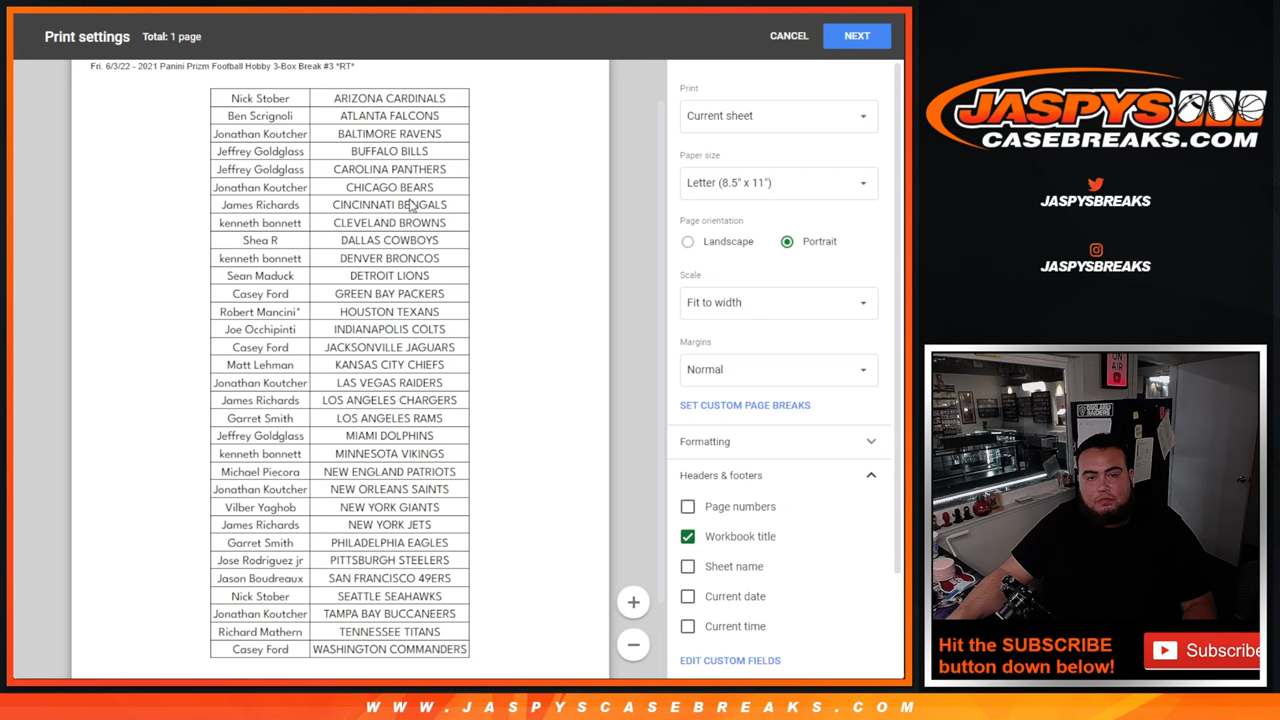 Print settings Total: 1 page CANCEL NEXT
Fri. 6/3/22 - 2021 Panini Prizm Football Hobby 3-Box Break #3 *RT*
Nick Stober ARIZONA CARDINALS
Ben Scrignoli ATLANTA FALCONS
Jonathan Koutcher BALTIMORE RAVENS
Jeffrey Goldglass BUFFALO BILLS
Jeffrey Goldglass CAROLINA PANTHERS
Jonathan Koutcher CHICAGO BEARS
James Richards CINCINNATI BENGALS
kenneth bonnett CLEVELAND BROWNS
Shea R DALLAS COWBOYS
kenneth bonnett DENVER BRONCOS
Sean Maduck DETROIT LIONS
Casey Ford GREEN BAY PACKERS
Robert Mancini* HOUSTON TEXANS
Joe Occhipinti INDIANAPOLIS COLTS
Casey Ford JACKSONVILLE JAGUARS
Matt Lehman KANSAS CITY CHIEFS
Jonathan Koutcher LAS VEGAS RAIDERS
James Richards LOS ANGELES CHARGERS
Garret Smith LOS ANGELES RAMS
Jeffrey Goldglass MIAMI DOLPHINS
kenneth bonnett MINNESOTA VIKINGS
Michael Piecora NEW ENGLAND PATRIOTS
Jonathan Koutcher NEW ORLEANS SAINTS
Vilber Yaghob NEW YORK GIANTS
James Richards NEW YORK JETS
Garret Smith PHILADELPHIA EAGLES
Jose Rodriguez jr PITTSBURGH STEELERS
Jason Boudreaux SAN FRANCISCO 49ERS
Nick Stober SEATTLE SEAHAWKS
Jonathan Koutcher TAMPA BAY BUCCANEERS
Richard Mathern TENNESSEE TITANS
Casey Ford WASHINGTON COMMANDERS
Print
Current sheet
Paper size
Letter (8.5" x 11")
Page orientation
Landscape Portrait
Scale
Fit to width
Margins
Normal
SET CUSTOM PAGE BREAKS
Formatting
Headers & footers
Page numbers
Workbook title
Sheet name
Current date
Current time
EDIT CUSTOM FIELDS
JASPYS
CASEBREAKS.COM
JASPYSBREAKS
JASPYSBREAKS
ON AIR
OAKLAND RAIDERS
Hit the SUBSCRIBE
button down below!
Subscribe
WWW.JASPYSCASEBREAKS.COM